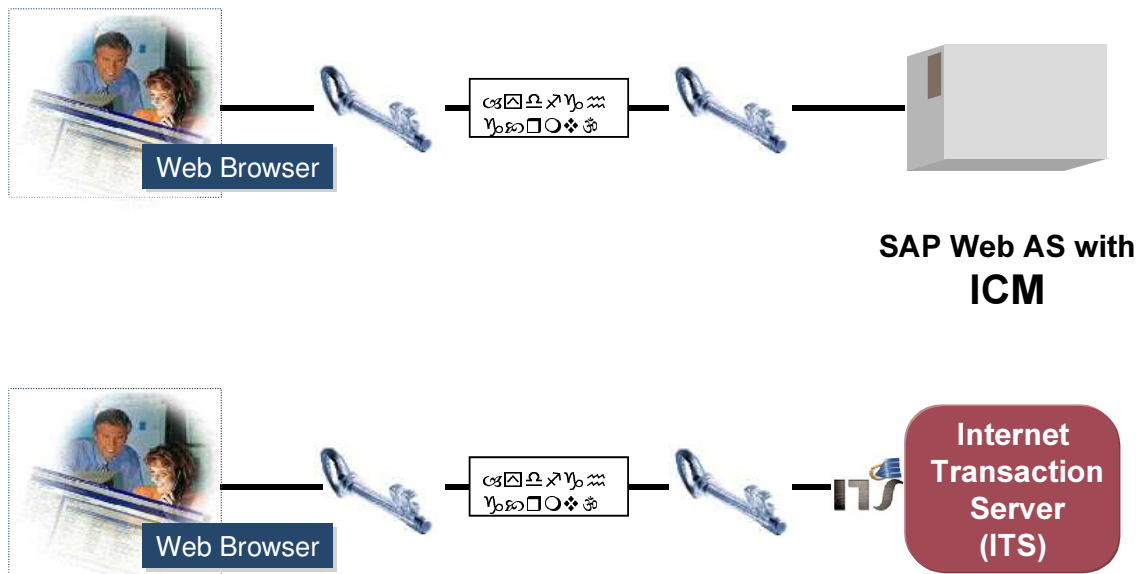 Web Browser
SAP Web AS with
ICM
Web Browser
ITS
Internet
Transaction
Server
(ITS)